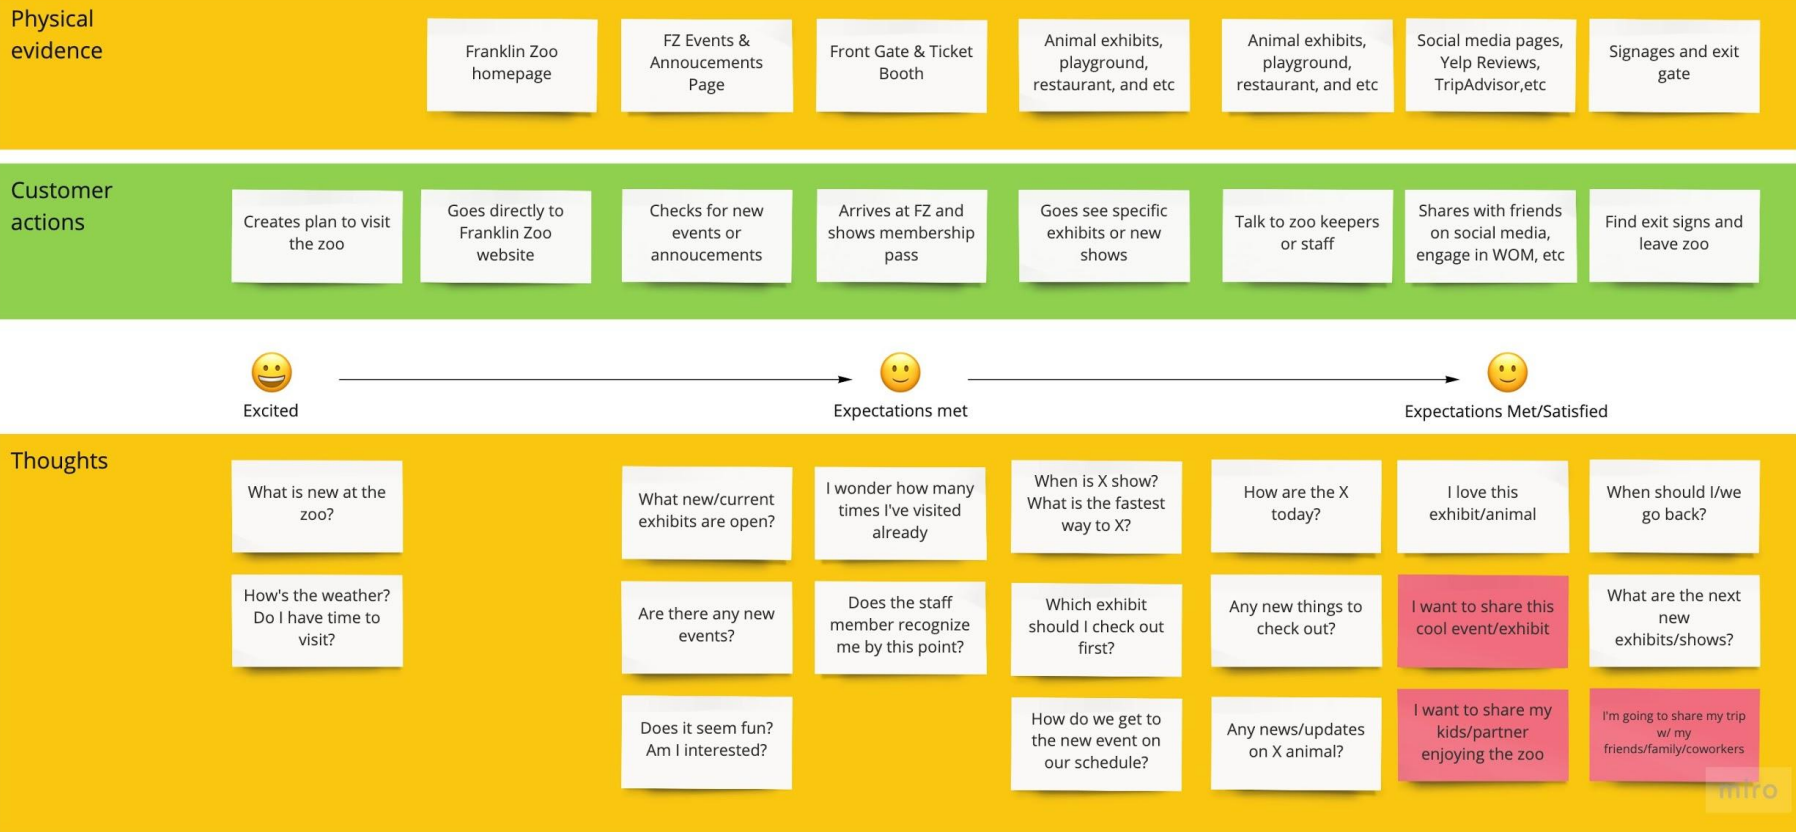 Physical
evidence
Franklin Zoo
homepage
FZ Events &
Annoucements
Page
Front Gate & Ticket
Booth
Animal exhibits,
playground,
restaurant, and etc
Animal exhibits,
playground,
restaurant, and etc
Social media pages,
Yelp Reviews,
TripAdvisor,etc
Signages and exit
gate
Customer
actions
Creates plan to visit
the zoo
Goes directly to
Franklin Zoo
website
Checks for new
events or
annoucements
Arrives at FZ and
shows membership
pass
Goes see specific
exhibits or new
shows
Talk to zoo keepers
or staff
Shares with friends
on social media,
engage in WOM, etc
Find exit signs and
leave zoo
Excited
Expectations met
Expectations Met/Satisfied
Thoughts
What is new at the
zoo?
What new/current
exhibits are open?
I wonder how many
times I've visited
already
When is X show?
What is the fastest
way to X?
How are the X
today?
I love this
exhibit/animal
When should I/we
go back?
How's the weather?
Do I have time to
visit?
Are there any new
events?
Does the staff
member recognize
me by this point?
Which exhibit
should I check out
first?
Any new things to
check out?
I want to share this
cool event/exhibit
What are the next
new
exhibits/shows?
Does it seem fun?
Am I interested?
How do we get to
the new event on
our schedule?
Any news/updates
on X animal?
I want to share my
kids/partner
enjoying the zoo
I'm going to share my trip
w/ my
friends/family/coworkers
miro